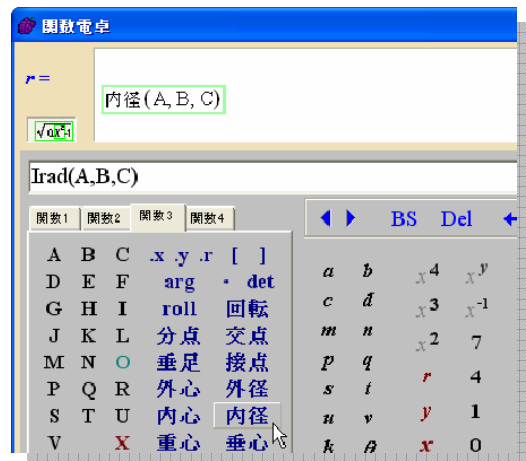 関数電卓
r =
内径(A, B, C)
Irad(A,B,C)
関数1 関数2 関数3 関数4
BS Del
A B C .x .y .r [ ]
D E F arg ・ det
G H I roll 回転
J K L 分点 交点
M N O 垂足 接点
P Q R 外心 外径
S T U 内心 内径
V X 重心 垂心
a b x⁴ xʸ
c d x³ x⁻¹
m n x² 7
p q r 4
s t
u v y 1
k θ x 0